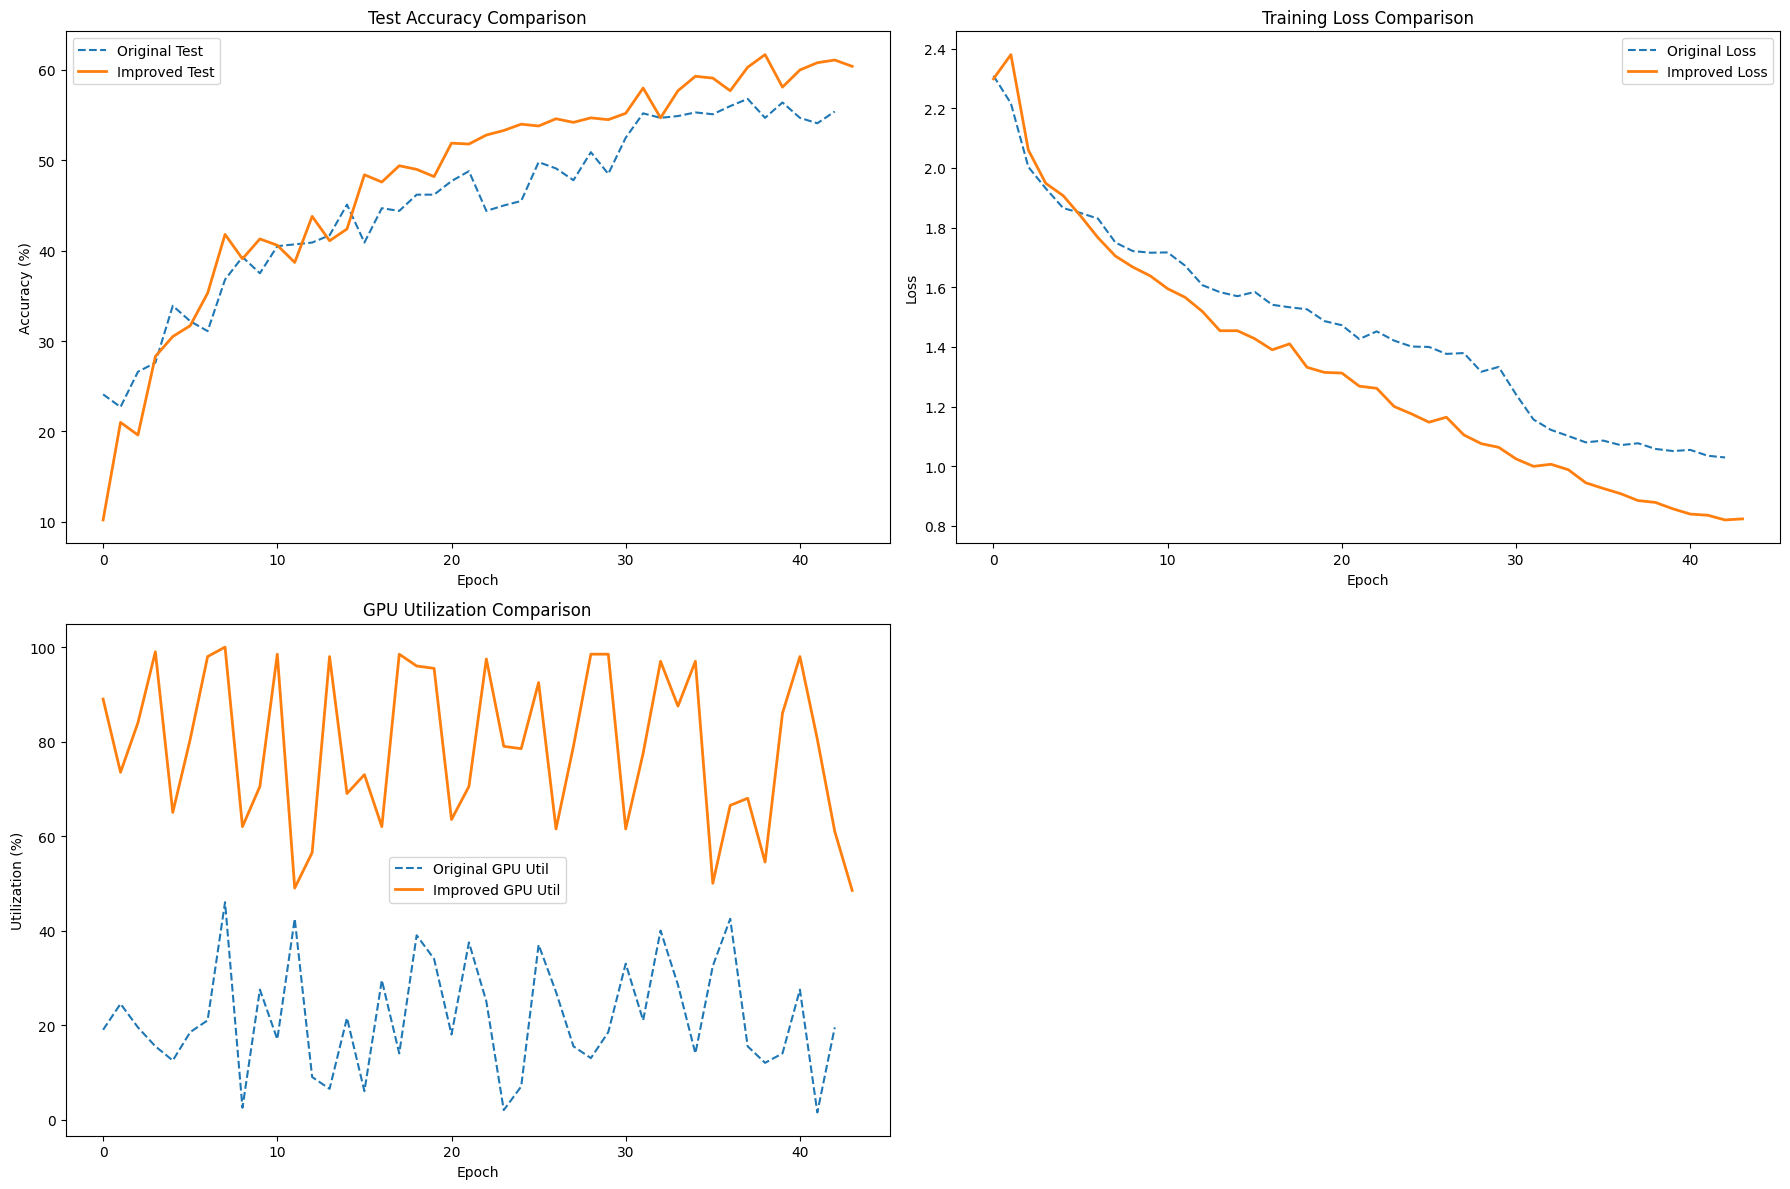 Test Accuracy Comparison
Original Test
Improved Test
60
50
40
30
20
10
Accuracy (%)
0 10 20 30 40
Epoch
Training Loss Comparison
Original Loss
Improved Loss
2.4
2.2
2.0
1.8
1.6
1.4
1.2
1.0
0.8
Loss
0 10 20 30 40
Epoch
GPU Utilization Comparison
100
80
60
40
20
0
Utilization (%)
Original GPU Util
Improved GPU Util
0 10 20 30 40
Epoch